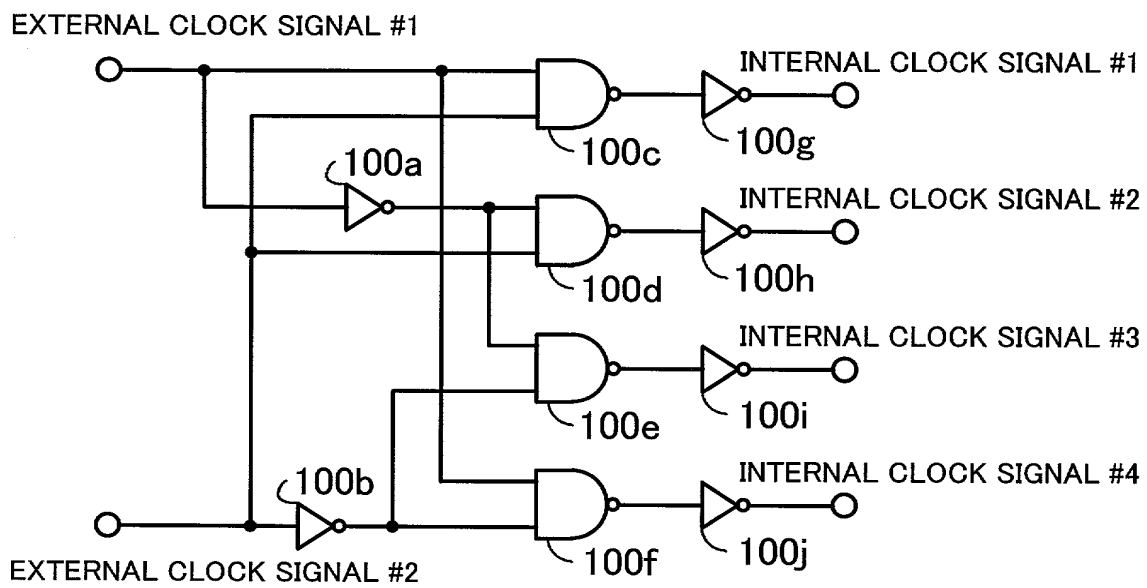 EXTERNAL CLOCK SIGNAL #1
INTERNAL CLOCK SIGNAL #1
100c
100g
100a
INTERNAL CLOCK SIGNAL #2
100d
100h
INTERNAL CLOCK SIGNAL #3
100e
100i
INTERNAL CLOCK SIGNAL #4
100b
100f
100j
EXTERNAL CLOCK SIGNAL #2